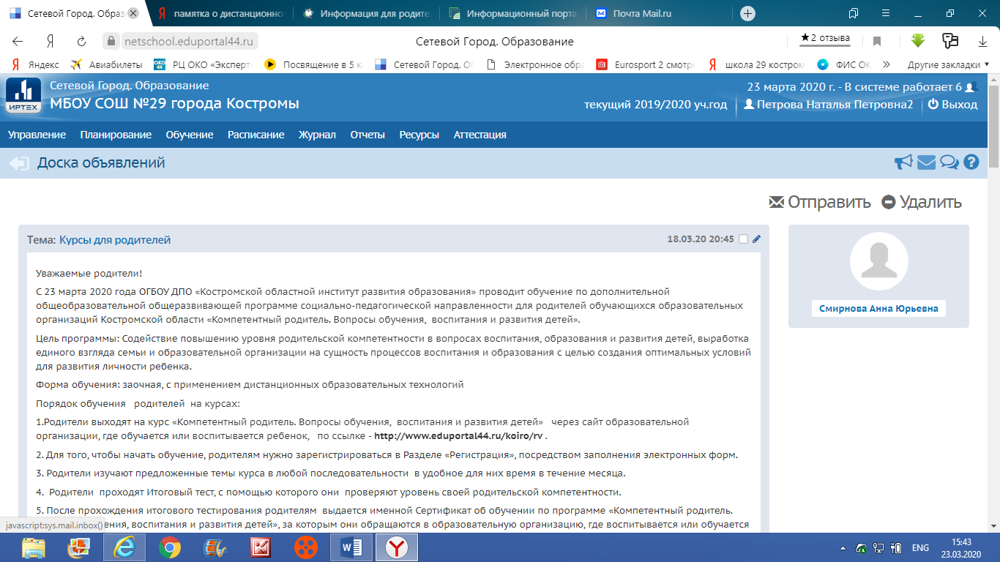 Сетевой Город. Образ
памятка о дистанционно
Информация для родите
Информационный порта
Почта Mail.ru
netschool.eduportal44.ru
Сетевой Город. Образование
★2 отзыва
Яндекс
Авиабилеты
РЦ ОКО «Эксперт
Посвящение в 5 к
Сетевой Город. Об
Электронное обра
Eurosport 2 смотре
школа 29 костром
ФИС ОК
Другие закладки
Сетевой Город. Образование
23 марта 2020 г. - В системе работает 6
ИРТЕХ
МБОУ СОШ №29 города Костромы
текущий 2019/2020 уч.год
Петрова Наталья Петровна2
Выход
Управление Планирование Обучение Расписание Журнал Отчеты Ресурсы Аттестация
Доска объявлений
Отправить Удалить
Тема: Курсы для родителей
18.03.20 20:45
Смирнова Анна Юрьевна
Уважаемые родители!
С 23 марта 2020 года ОГБОУ ДПО «Костромской областной институт развития образования» проводит обучение по дополнительной
общеобразовательной общеразвивающей программе социально-педагогической направленности для родителей обучающихся образовательных
организаций Костромской области «Компетентный родитель. Вопросы обучения, воспитания и развития детей».
Цель программы: Содействие повышению уровня родительской компетентности в вопросах воспитания, образования и развития детей, выработка
единого взгляда семьи и образовательной организации на сущность процессов воспитания и образования с целью создания оптимальных условий
для развития личности ребенка.
Форма обучения: заочная, с применением дистанционных образовательных технологий
Порядок обучения родителей на курсах:
1.Родители выходят на курс «Компетентный родитель. Вопросы обучения, воспитания и развития детей» через сайт образовательной
организации, где обучается или воспитывается ребенок, по ссылке - http://www.eduportal44.ru/koiro/rv .
2. Для того, чтобы начать обучение, родителям нужно зарегистрироваться в Разделе «Регистрация», посредством заполнения электронных форм.
3. Родители изучают предложенные темы курса в любой последовательности в удобное для них время в течение месяца.
4. Родители проходят Итоговый тест, с помощью которого они проверяют уровень своей родительской компетентности.
5. После прохождения итогового тестирования родителям выдается именной Сертификат об обучении по программе «Компетентный родитель.
ения, воспитания и развития детей», за которым они обращаются в образовательную организацию, где воспитывается или обучается
javascript:sys.mail.inbox()
ENG
15:43
23.03.2020